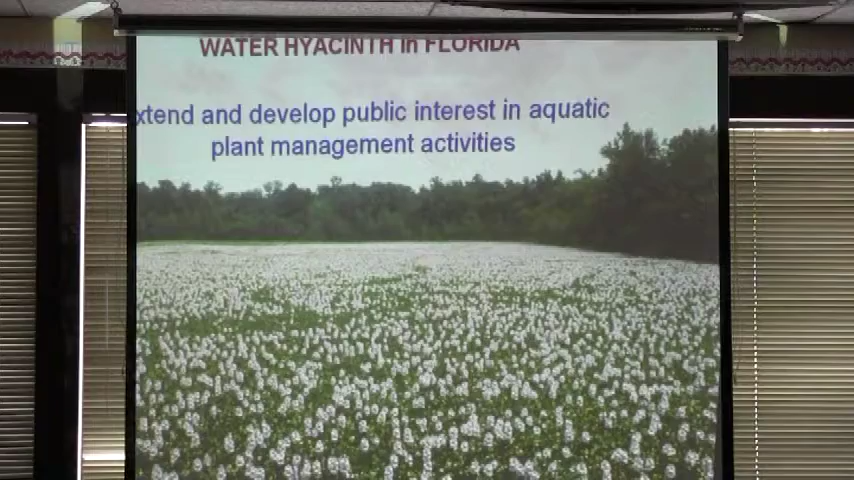 WATER HYACINTH in FLORIDA
xtend and develop public interest in aquatic
plant management activities